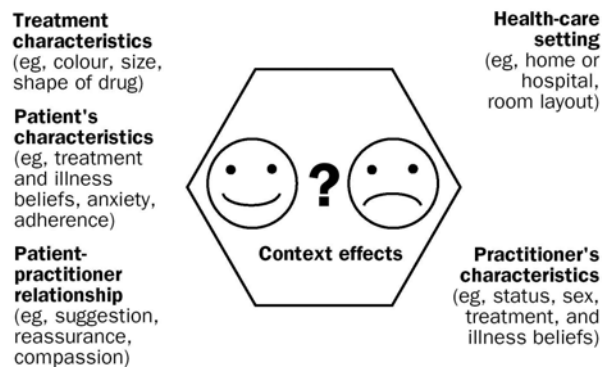 Treatment
characteristics
(eg, colour, size,
shape of drug)
Patient's
characteristics
(eg, treatment
and illness
beliefs, anxiety,
adherence)
Patient-
practitioner
relationship
(eg, suggestion,
reassurance,
compassion)
?
Context effects
Health-care
setting
(eg, home or
hospital,
room layout)
Practitioner's
characteristics
(eg, status, sex,
treatment, and
illness beliefs)